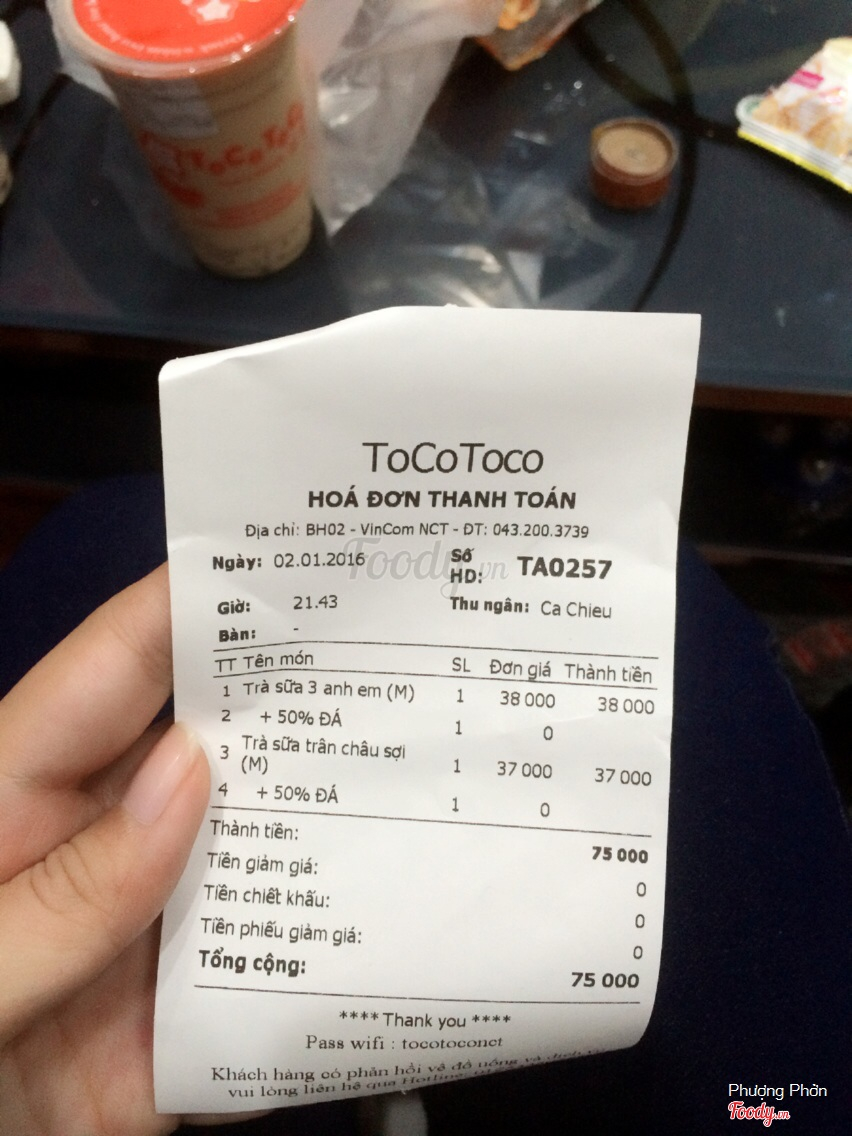 ToCoToCo
ToCoToco
HOÁ ĐƠN THANH TOÁN
Địa chỉ: BH02 - VinCom NCT - ĐT: 043.200.3739
Ngày: 02.01.2016 Số HD: TA0257
Foody.vn
Giờ: 21.43 Thu ngân: Ca Chieu
Bàn: -
TT Tên món SL Đơn giá Thành tiền
1 Trà sữa 3 anh em (M) 1 38 000 38 000
2 + 50% ĐÁ 1 0
3 Trà sữa trân châu sợi (M) 1 37 000 37 000
4 + 50% ĐÁ 1 0
Thành tiền: 75 000
Tiền giảm giá: 0
Tiền chiết khấu: 0
Tiền phiếu giảm giá: 0
Tổng cộng: 75 000
**** Thank you ****
Pass wifi : tocotoconet
Khách hàng có phản hồi về đồ uống và dịch
vui lòng liên hệ qua Hotline
Phượng Phờn
Foody.vn